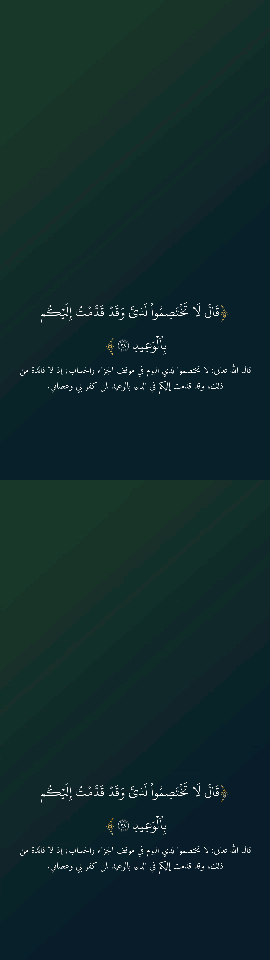 ﴿قَالَ لَا تَخْتَصِمُوا۟ لَدَىَّ وَقَدْ قَدَّمْتُ إِلَيْكُم
بِٱلْوَعِيدِ ٢٨﴾
قال الله تعالى: لا تختصموا لديَّ اليوم في موقف الجزاء والحساب؛ إذ لا فائدة من
ذلك، وقد قدمت إليكم في الدنيا بالوعيد لمن كفر بي وعصاني.
﴿قَالَ لَا تَخْتَصِمُوا۟ لَدَىَّ وَقَدْ قَدَّمْتُ إِلَيْكُم
بِٱلْوَعِيدِ ٢٨﴾
قال الله تعالى: لا تختصموا لديَّ اليوم في موقف الجزاء والحساب؛ إذ لا فائدة من
ذلك، وقد قدمت إليكم في الدنيا بالوعيد لمن كفر بي وعصاني.